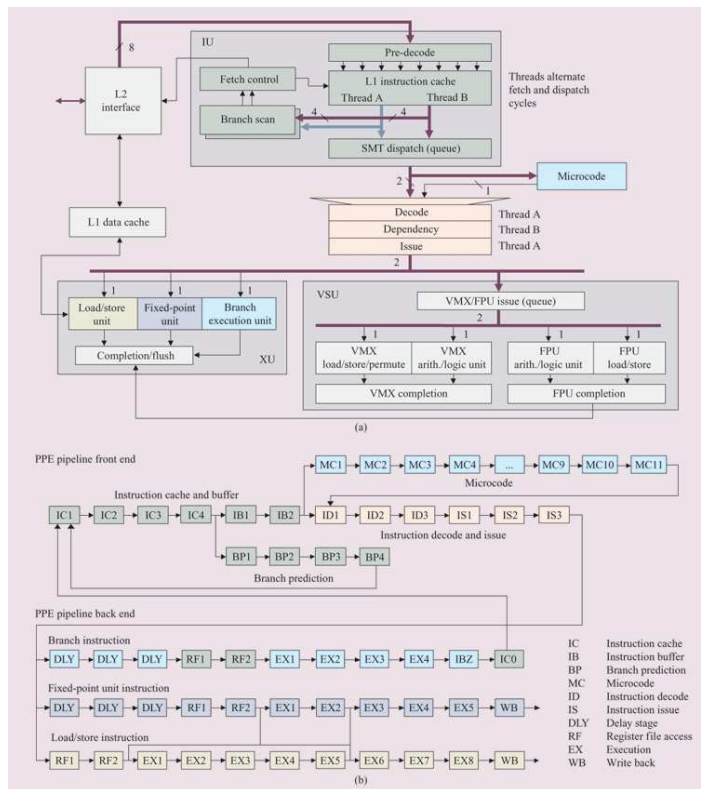 IU
8
Pre-decode
L2
interface
Fetch control
L1 instruction cache
Thread A
Thread B
Threads alternate
fetch and dispatch
cycles
Branch scan
4
4
SMT dispatch (queue)
2
1
Microcode
L1 data cache
Decode
Thread A
Dependency
Thread B
Issue
Thread A
2
1
1
1
Load/store
unit
Fixed-point
unit
Branch
execution unit
Completion/flush
XU
VSU
VMX/FPU issue (queue)
2
1
1
1
1
VMX
load/store/permute
VMX
arith./logic unit
FPU
arith./logic unit
FPU
load/store
VMX completion
FPU completion
(a)
PPE pipeline front end
MC1 MC2 MC3 MC4 ... MC9 MC10 MC11
Microcode
Instruction cache and buffer
IC1 IC2 IC3 IC4 IB1 IB2 ID1 ID2 ID3 IS1 IS2 IS3
Instruction decode and issue
BP1 BP2 BP3 BP4
Branch prediction
PPE pipeline back end
Branch instruction
DLY DLY DLY RF1 RF2 EX1 EX2 EX3 EX4 IBZ IC0
Fixed-point unit instruction
DLY DLY DLY RF1 RF2 EX1 EX2 EX3 EX4 EX5 WB
Load/store instruction
RF1 RF2 EX1 EX2 EX3 EX4 EX5 EX6 EX7 EX8 WB
(b)
IC Instruction cache
IB Instruction buffer
BP Branch prediction
MC Microcode
ID Instruction decode
IS Instruction issue
DLY Delay stage
RF Register file access
EX Execution
WB Write back